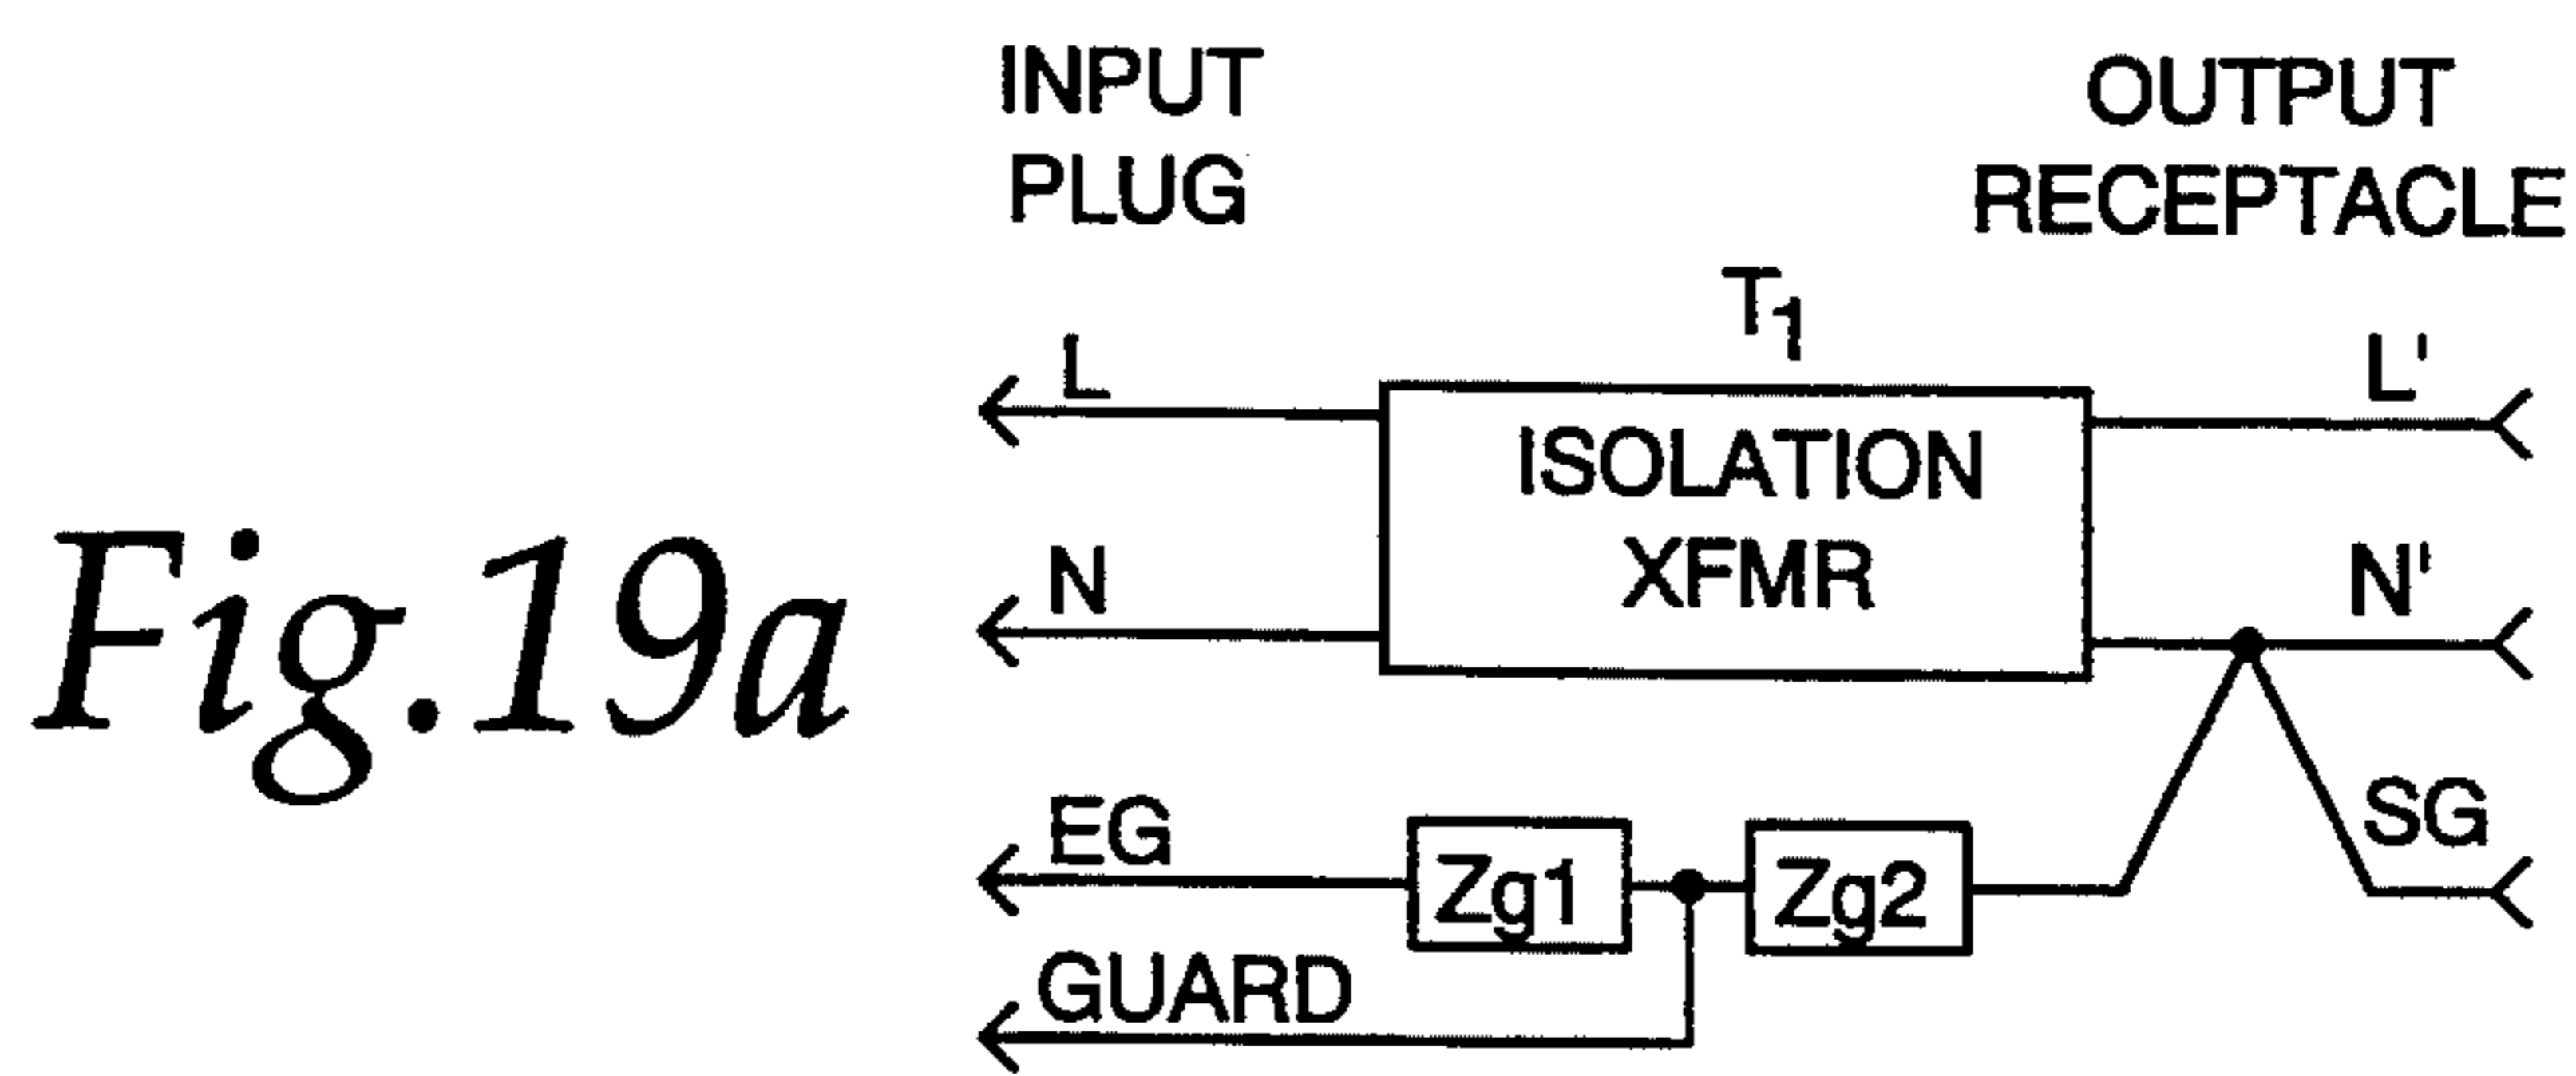 INPUT
PLUG
OUTPUT
RECEPTACLE
T1
L
L'
ISOLATION
XFMR
N
N'
Fig.19a
EG
Zg1
Zg2
SG
GUARD